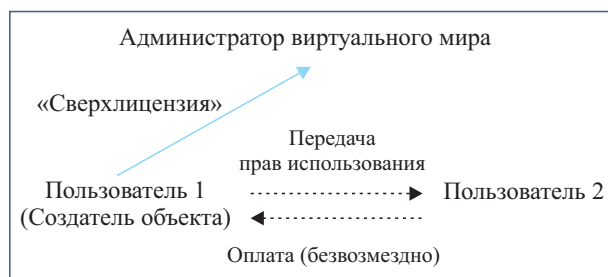 Администратор виртуального мира
«Сверхлицензия»
Передача
прав использования
Пользователь 1
(Создатель объекта)
Пользователь 2
Оплата (безвозмездно)